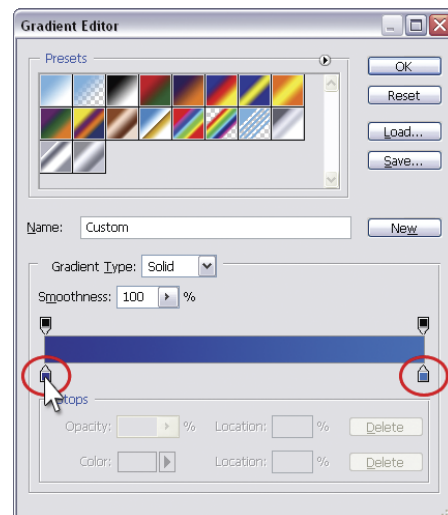 Gradient Editor
Presets
OK
Reset
Load...
Save...
Name: Custom
New
Gradient Type: Solid
Smoothness: 100 %
Stops
Opacity: % Location: % Delete
Color: Location: % Delete